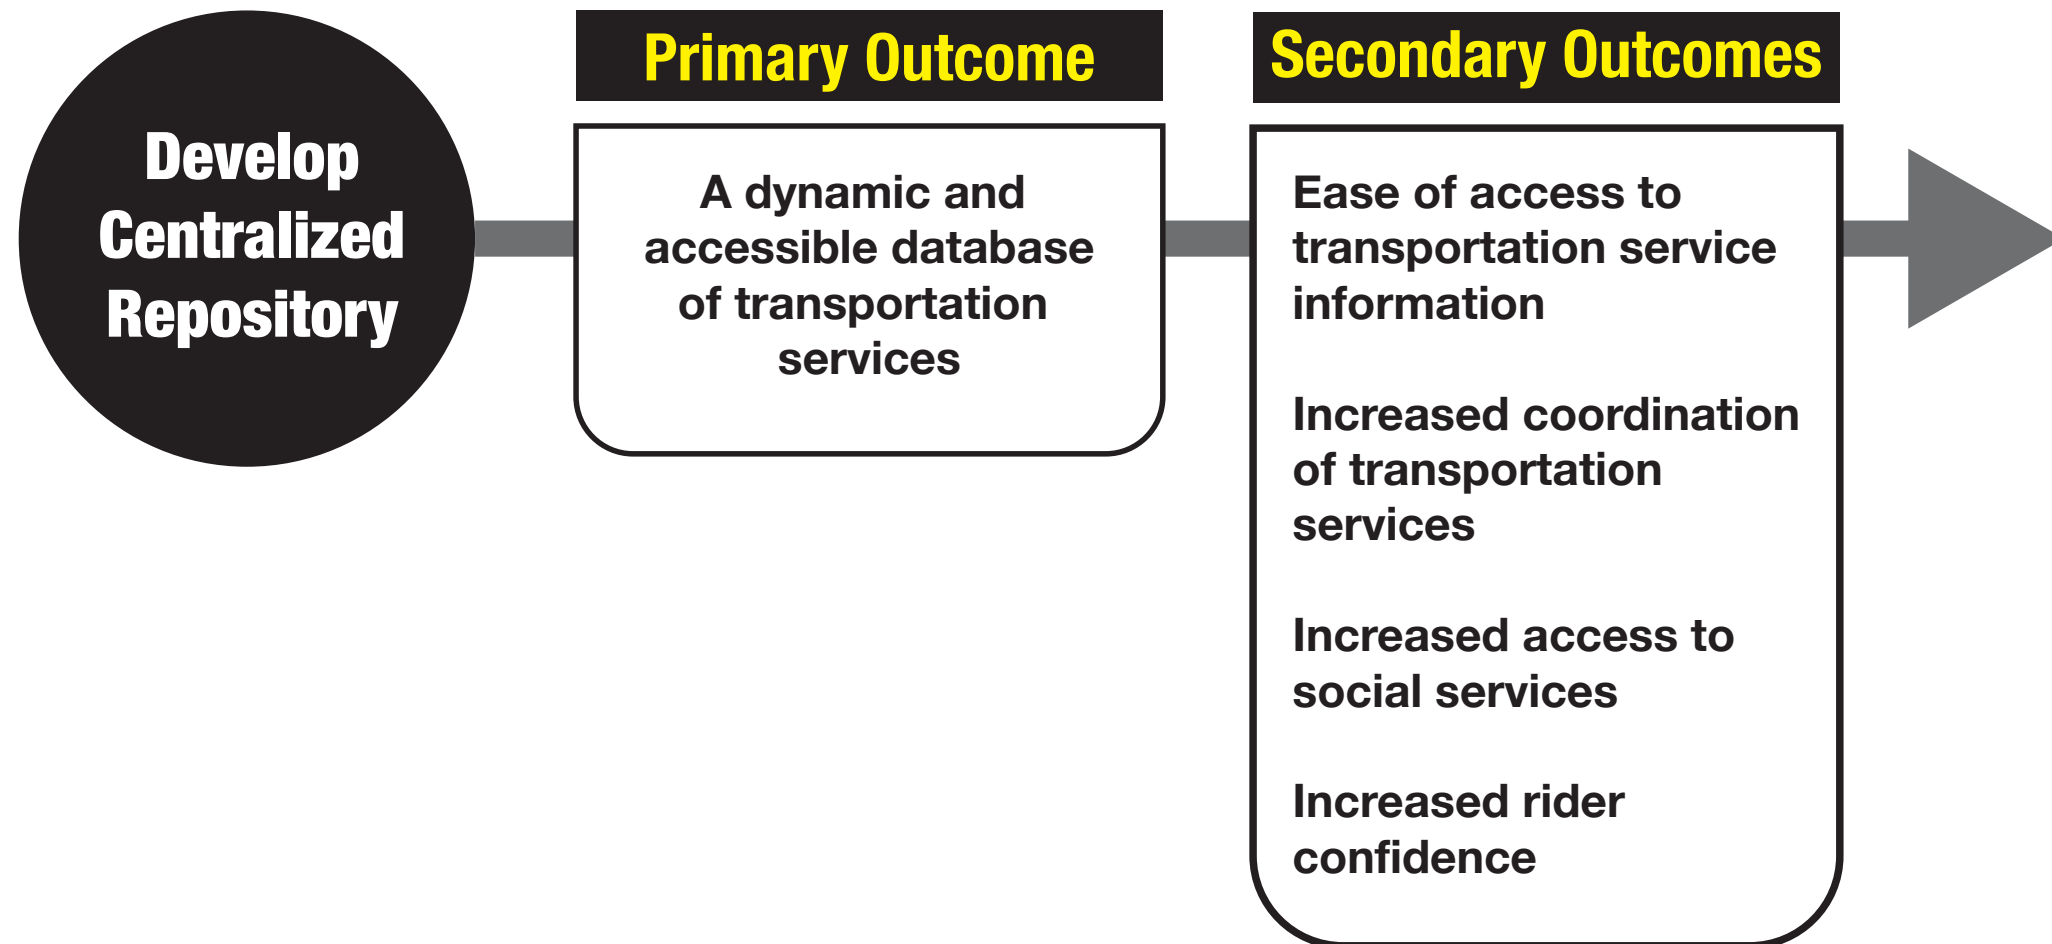 Develop
Centralized
Repository
Primary Outcome
A dynamic and
accessible database
of transportation
services
Secondary Outcomes
Ease of access to
transportation service
information
Increased coordination
of transportation
services
Increased access to
social services
Increased rider
confidence